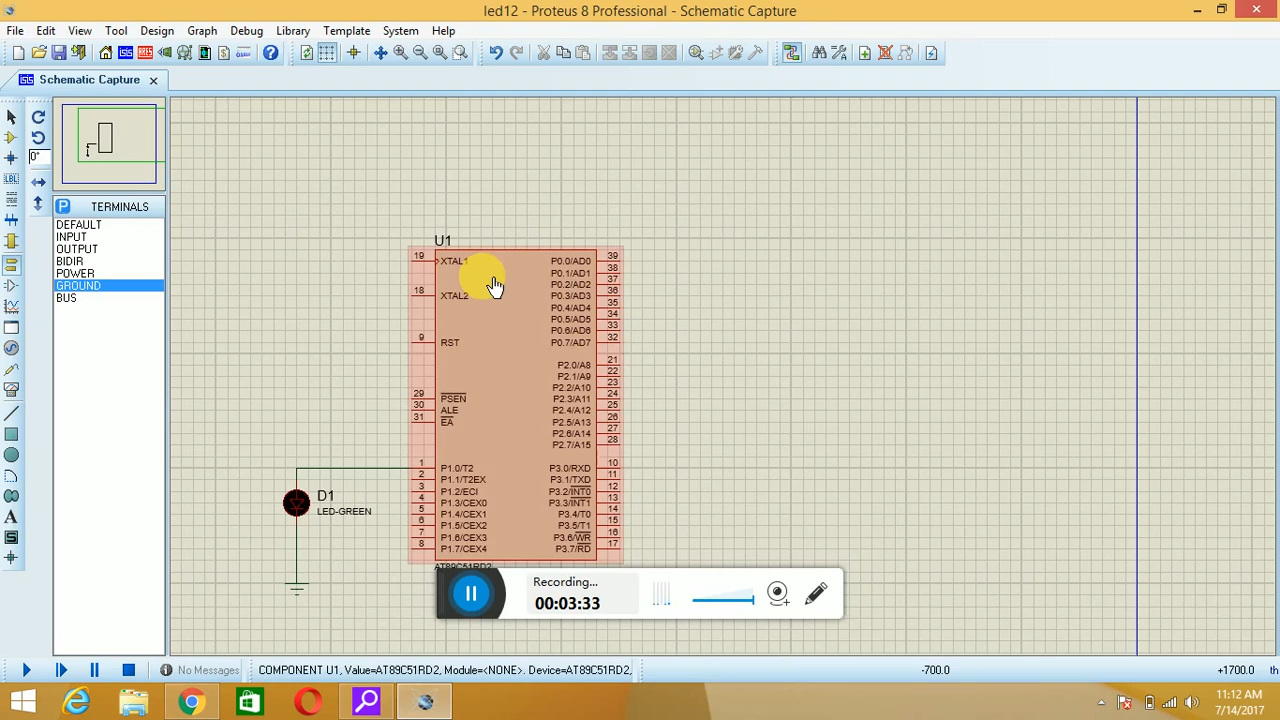 led12 - Proteus 8 Professional - Schematic Capture
File Edit View Tool Design Graph Debug Library Template System Help
Schematic Capture
LBL
0°
TERMINALS
DEFAULT
INPUT
OUTPUT
BIDIR
POWER
GROUND
BUS
U1
19 XTAL1 P0.0/AD0 39
P0.1/AD1 38
P0.2/AD2 37
18 XTAL2 P0.3/AD3 36
P0.4/AD4 35
P0.5/AD5 34
P0.6/AD6 33
9 RST P0.7/AD7 32
P2.0/A8 21
P2.1/A9 22
P2.2/A10 23
29 PSEN P2.3/A11 24
30 ALE P2.4/A12 25
31 EA P2.5/A13 26
P2.6/A14 27
P2.7/A15 28
1 P1.0/T2 P3.0/RXD 10
2 P1.1/T2EX P3.1/TXD 11
3 P1.2/ECI P3.2/INT0 12
4 P1.3/CEX0 P3.3/INT1 13
5 P1.4/CEX1 P3.4/T0 14
6 P1.5/CEX2 P3.5/T1 15
7 P1.6/CEX3 P3.6/WR 16
8 P1.7/CEX4 P3.7/RD 17
AT89C51RD2
D1
LED-GREEN
Recording...
00:03:33
No Messages
COMPONENT U1, Value=AT89C51RD2, Module=<NONE>. Device=AT89C51RD2,
-700.0
+1700.0 th
11:12 AM
7/14/2017